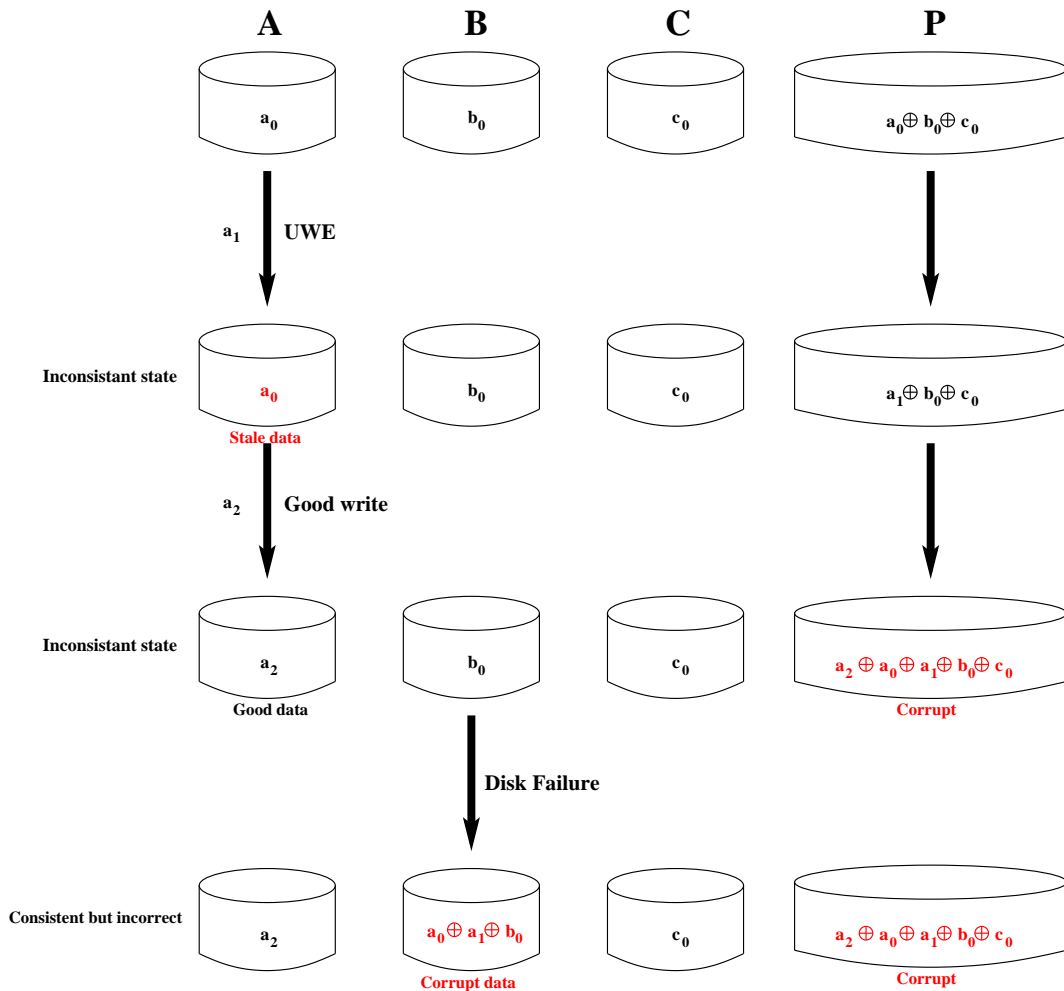 A B C P
a₀ b₀ c₀ a₀⊕ b₀⊕ c₀
a₁ UWE
Inconsistant state a₀ b₀ c₀ a₁⊕ b₀⊕ c₀
Stale data
a₂ Good write
Inconsistant state a₂ b₀ c₀ a₂ ⊕ a₀ ⊕ a₁⊕ b₀⊕ c₀
Good data Corrupt
Disk Failure
Consistent but incorrect a₂ a₀ ⊕ a₁⊕ b₀ c₀ a₂ ⊕ a₀ ⊕ a₁⊕ b₀⊕ c₀
Corrupt data Corrupt